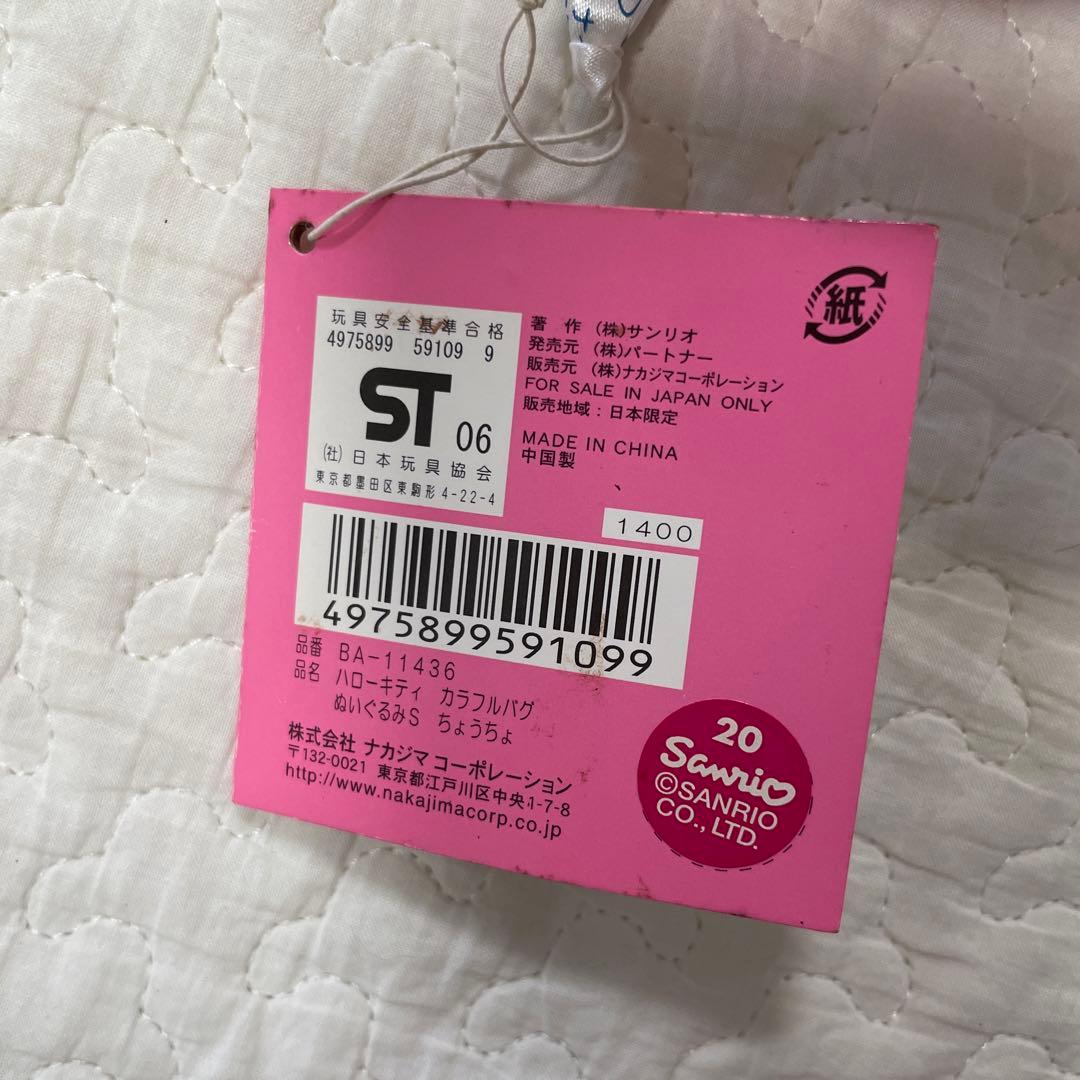 紙
玩具安全基準合格
4975899 59109 9
ST 06
(社)日本玩具協会
東京都墨田区東駒形4-22-4
著 作 (株)サンリオ
発売元 (株)パートナー
販売元 (株)ナカジマコーポレーション
FOR SALE IN JAPAN ONLY
販売地域:日本限定
MADE IN CHINA
中国製
1400
4975899591099
品番 BA-11436
品名 ハローキティ カラフルバグ
ぬいぐるみS ちょうちょ
株式会社 ナカジマコーポレーション
〒132-0021 東京都江戸川区中央4-7-8
http://www.nakajimacorp.co.jp
20
Sanrio
©SANRIO
CO., LTD.